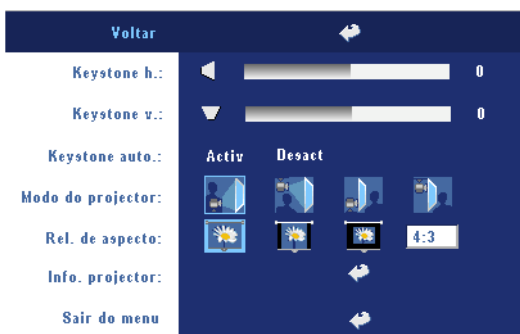 Voltar
Keystone h.: 0
Keystone v.: 0
Keystone auto.: Activ Desact
Modo do projector:
Rel. de aspecto: 4:3
Info. projector:
Sair do menu